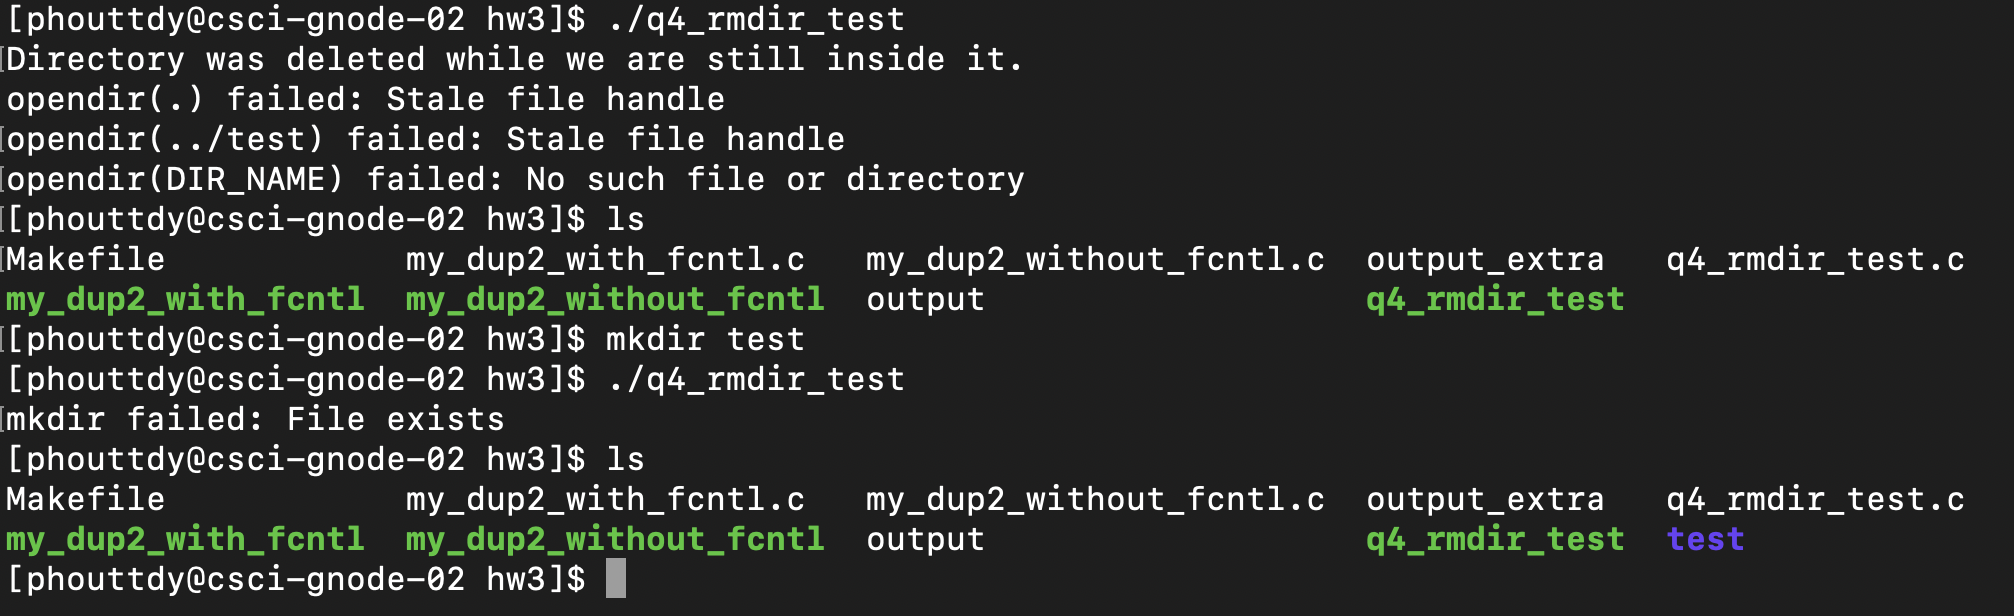 [phouttdy@csci-gnode-02 hw3]$ ./q4_rmdir_test
Directory was deleted while we are still inside it.
opendir(.) failed: Stale file handle
opendir(../test) failed: Stale file handle
opendir(DIR_NAME) failed: No such file or directory
[phouttdy@csci-gnode-02 hw3]$ ls
Makefile            my_dup2_with_fcntl.c   my_dup2_without_fcntl.c  output_extra   q4_rmdir_test.c
my_dup2_with_fcntl  my_dup2_without_fcntl  output                   q4_rmdir_test
[phouttdy@csci-gnode-02 hw3]$ mkdir test
[phouttdy@csci-gnode-02 hw3]$ ./q4_rmdir_test
mkdir failed: File exists
[phouttdy@csci-gnode-02 hw3]$ ls
Makefile            my_dup2_with_fcntl.c   my_dup2_without_fcntl.c  output_extra   q4_rmdir_test.c
my_dup2_with_fcntl  my_dup2_without_fcntl  output                   q4_rmdir_test  test
[phouttdy@csci-gnode-02 hw3]$